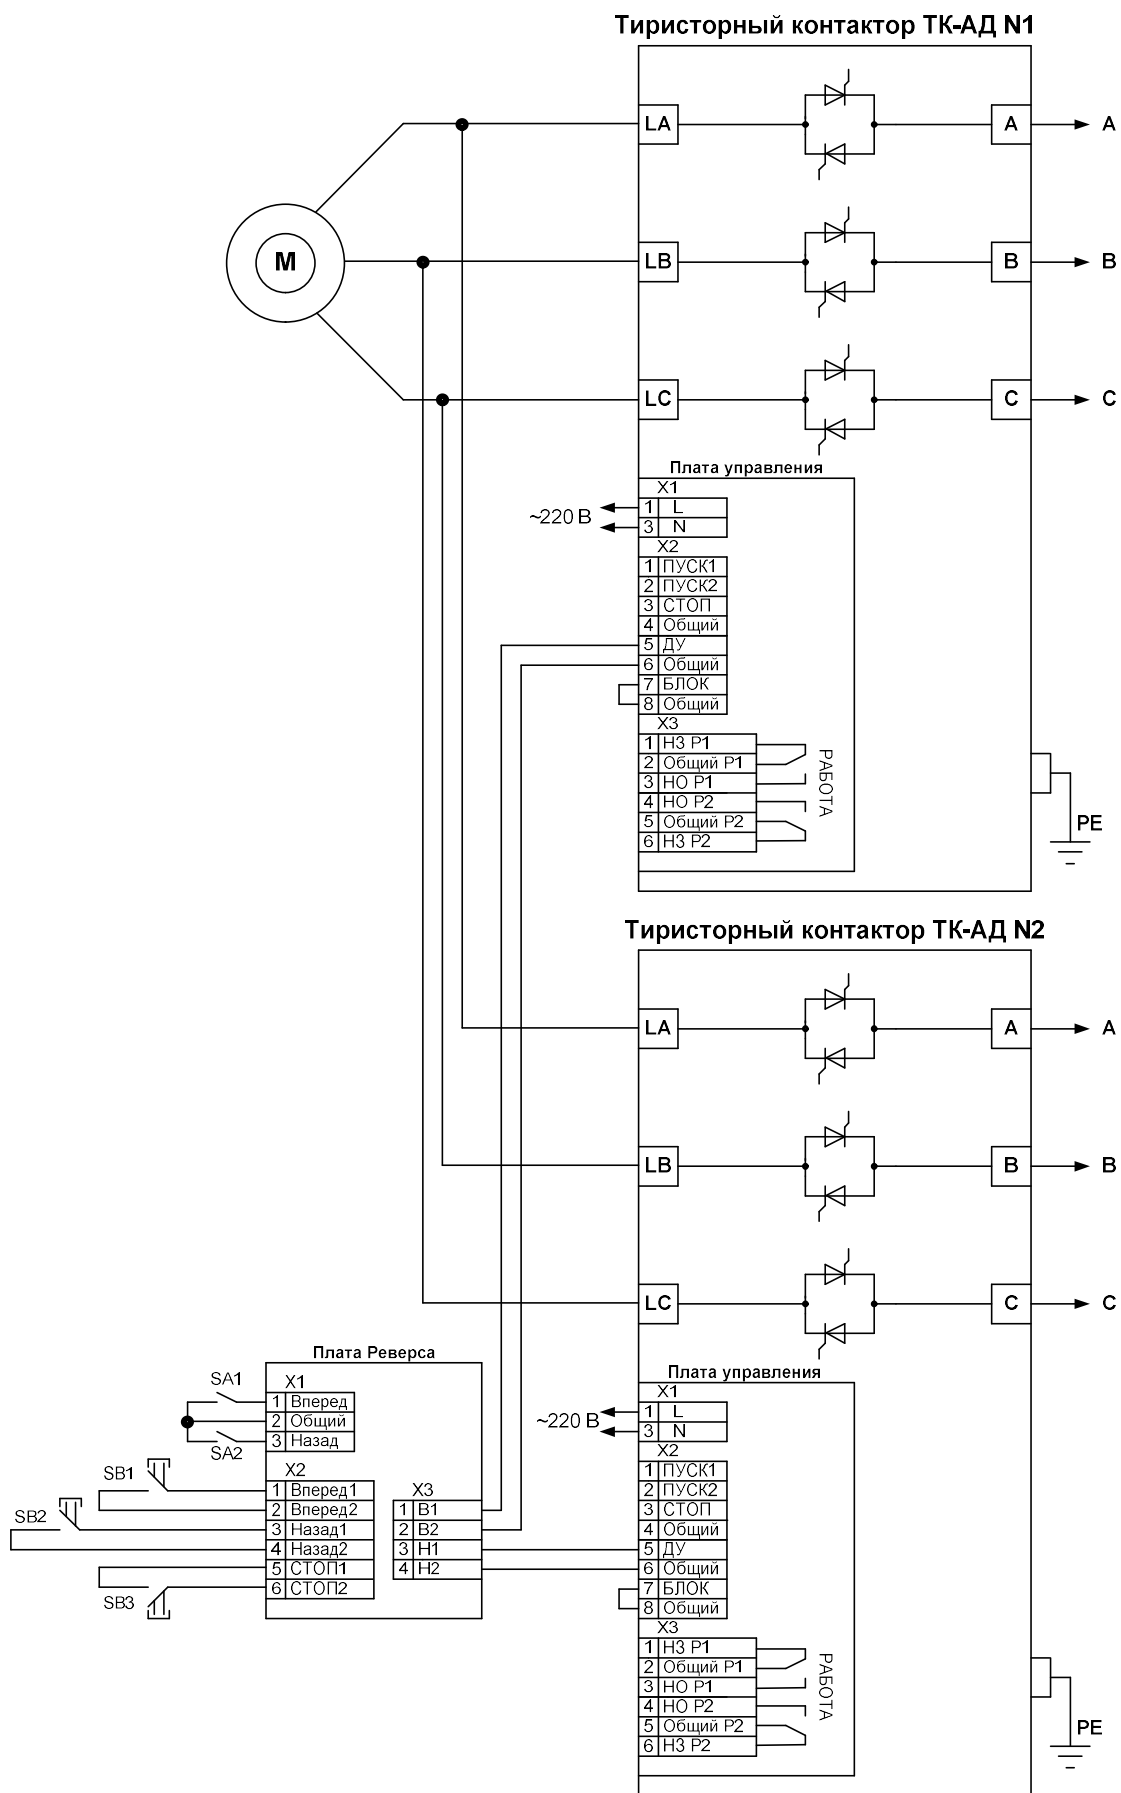 Тиристорный контактор ТК-АД N1
LA
A
A
M
LB
B
B
LC
C
C
Плата управления
X1
~220 В
1 L
3 N
X2
1 ПУСК1
2 ПУСК2
3 СТОП
4 Общий
5 ДУ
6 Общий
7 БЛОК
8 Общий
X3
1 НЗ Р1
2 Общий Р1
3 НО Р1
4 НО Р2
5 Общий Р2
6 НЗ Р2
РАБОТА
PE
Тиристорный контактор ТК-АД N2
LA
A
A
LB
B
B
LC
C
C
Плата Реверса
SA1
X1
1 Вперед
2 Общий
3 Назад
SA2
X2
SB1
1 Вперед1
2 Вперед2
SB2
3 Назад1
4 Назад2
5 СТОП1
6 СТОП2
SB3
X3
1 В1
2 В2
3 Н1
4 Н2
Плата управления
X1
~220 В
1 L
3 N
X2
1 ПУСК1
2 ПУСК2
3 СТОП
4 Общий
5 ДУ
6 Общий
7 БЛОК
8 Общий
X3
1 НЗ Р1
2 Общий Р1
3 НО Р1
4 НО Р2
5 Общий Р2
6 НЗ Р2
РАБОТА
PE